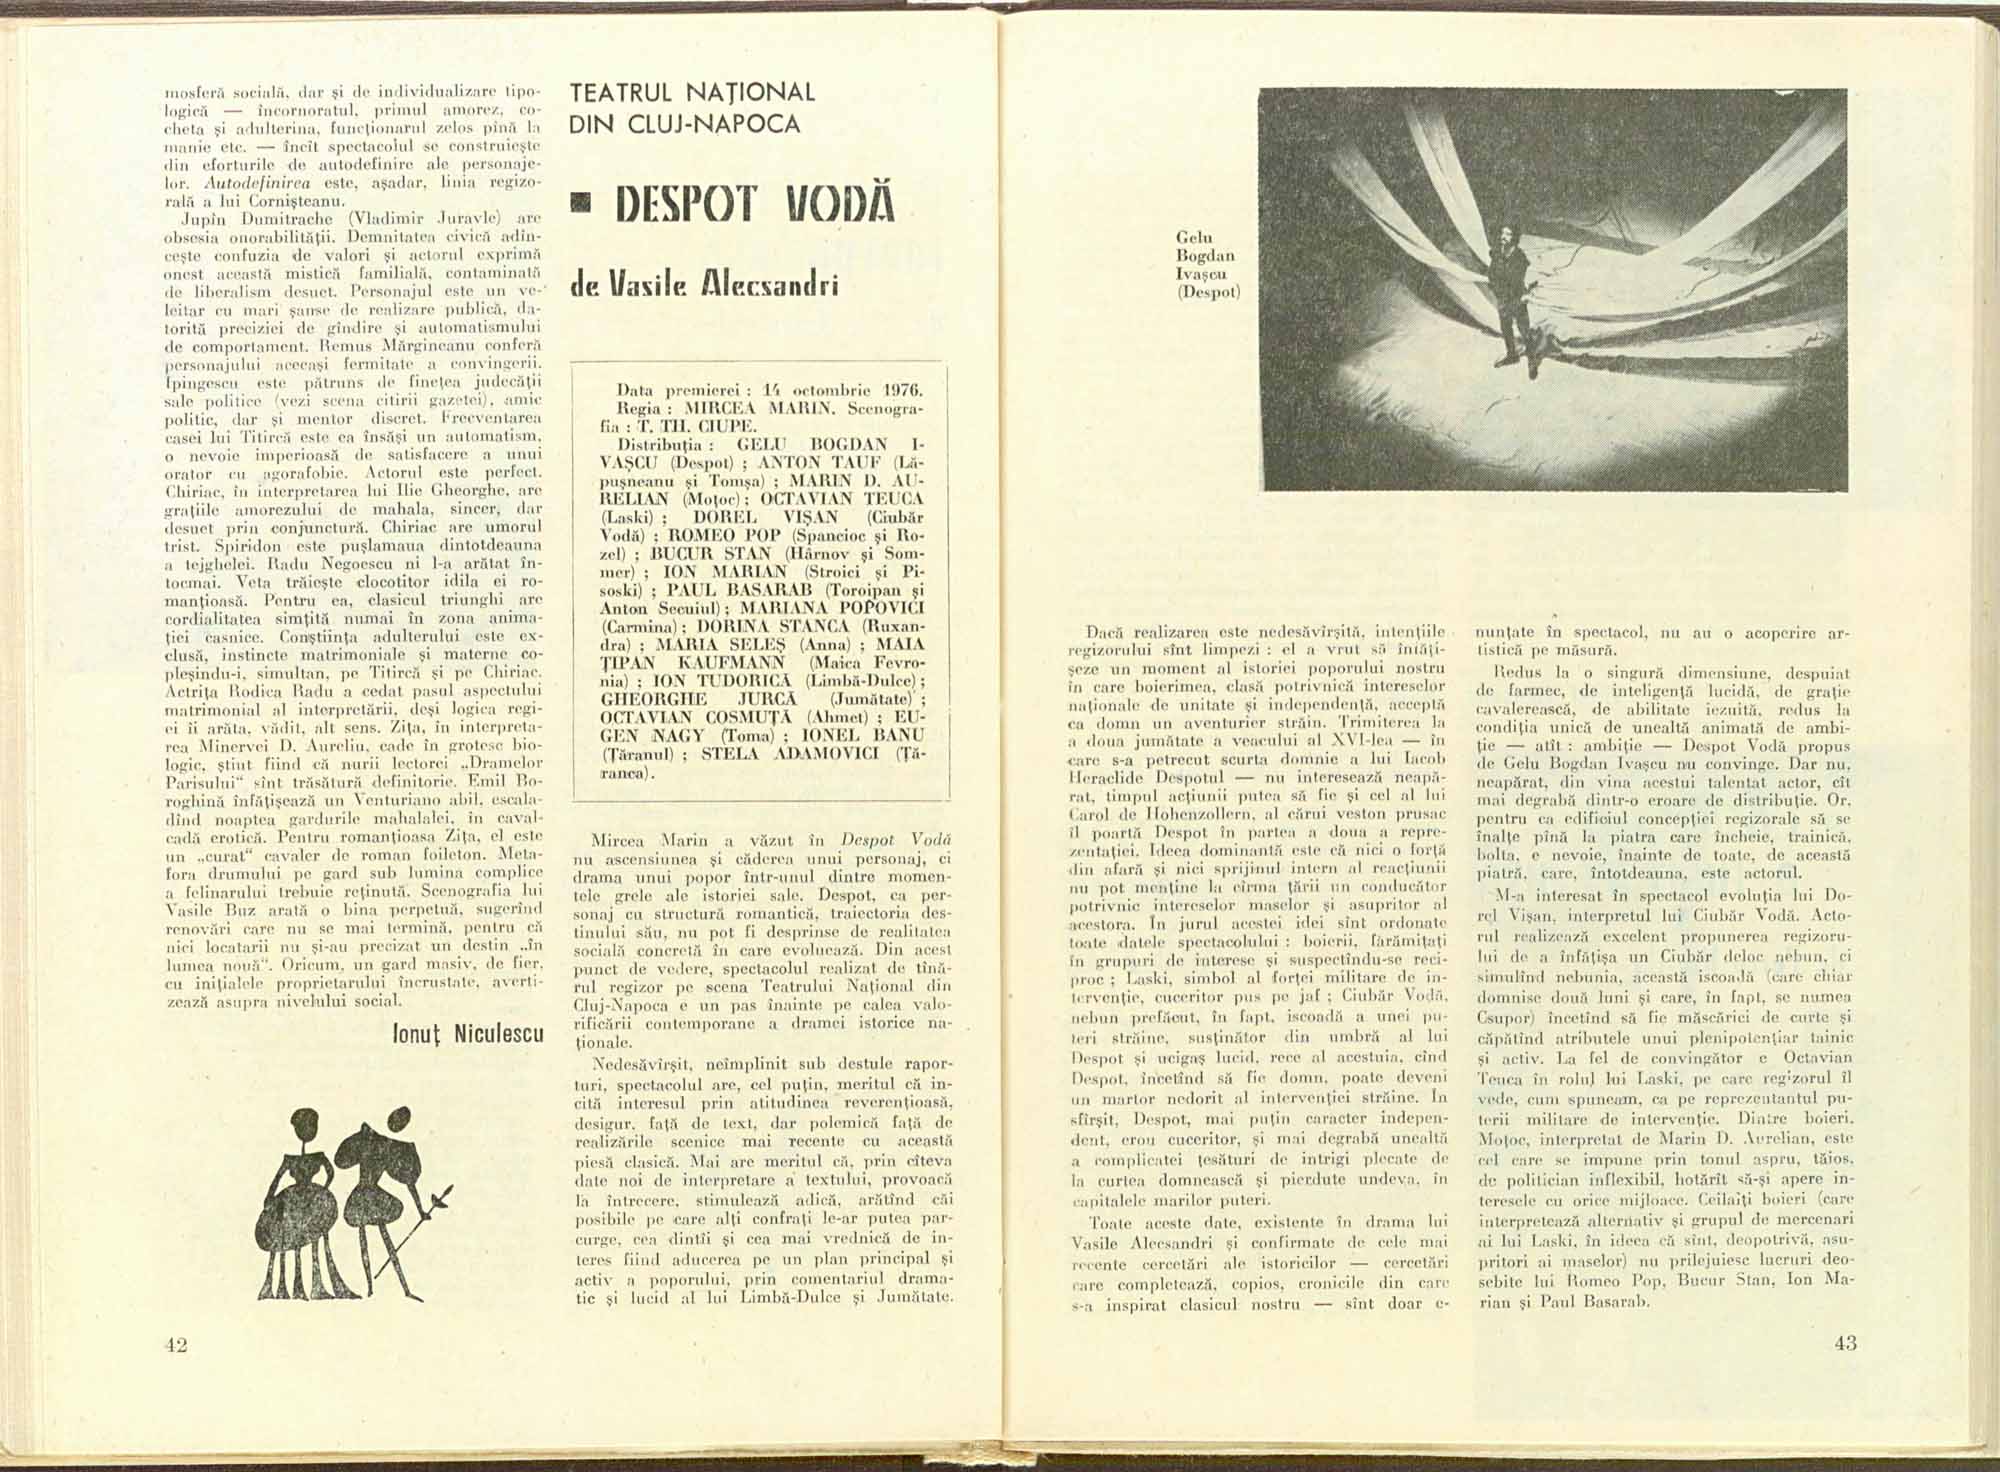 mosferă socială, dar și de individualizare tipo-
logică — încornoratul, primul amorez, co-
cheta și adulterina, funcționarul zelos pînă la
manie etc. — încît spectacolul se construiește
din eforturile de autodefinire ale personaje-
lor. Autodefinirea este, așadar, linia regizo-
rală a lui Cornișteanu.
Jupîn Dumitrache (Vladimir Juravle) are
obsesia onorabilității. Demnitatea civică adîn-
cește confuzia de valori și actorul exprimă
onest această mistică familială, contaminată
de liberalism desuet. Personajul este un ve-
leitar cu mari șanse de realizare publică, da-
torită preciziei de gîndire și automatismului
de comportament. Remus Mărgineanu conferă
personajului aceeași fermitate a convingerii.
Ipingescu este pătruns de finețea judecății
sale politice (vezi scena citirii gazetei), amic
politic, dar și mentor discret. Frecventarea
casei lui Titircă este ea însăși un automatism,
o nevoie imperioasă de satisfacere a unui
orator cu agorafobie. Actorul este perfect.
Chiriac, în interpretarea lui Ilie Gheorghe, are
grațiile amorezului de mahala, sincer, dar
desuet prin conjunctură. Chiriac are umorul
trist. Spiridon este pușlamaua dintotdeauna
a tejghelei. Radu Negoescu ni l-a arătat în-
tocmai. Veta trăiește clocotitor idila ei ro-
manțioasă. Pentru ea, clasicul triunghi are
cordialitatea simțită numai în zona anima-
ției casnice. Conștiința adulterului este ex-
clusă, instincte matrimoniale și materne co-
pleșindu-i, simultan, pe Titircă și pe Chiriac.
Actrița Rodica Radu a cedat pasul aspectului
matrimonial al interpretării, deși logica regi-
ei îi arăta, vădit, alt sens. Zița, în interpreta-
rea Minervei D. Aureliu, cade în grotesc bio-
logic, știut fiind că nurii lectorei „Dramelor
Parisului“ sînt trăsătură definitorie. Emil Bo-
roghină înfățișează un Venturiano abil, escala-
dînd noaptea gardurile mahalalei, în caval-
cadă erotică. Pentru romanțioasa Zița, el este
un „curat“ cavaler de roman foileton. Meta-
fora drumului pe gard sub lumina complice
a felinarului trebuie reținută. Scenografia lui
Vasile Buz arată o bina perpetuă, sugerînd
renovări care nu se mai termină, pentru că
nici locatarii nu și-au precizat un destin „în
lumea nouă“. Oricum, un gard masiv, de fier,
cu inițialele proprietarului încrustate, averti-
zează asupra nivelului social.
Ionuț Niculescu
42
TEATRUL NAȚIONAL
DIN CLUJ-NAPOCA
■ DESPOT VODĂ
de Vasile Alecsandri
Data premierei : 14 octombrie 1976.
Regia : MIRCEA MARIN. Scenogra-
fia : T. TH. CIUPE.
Distribuția : GELU BOGDAN I-
VAȘCU (Despot) ; ANTON TAUF (Lă-
pușneanu și Tomșa) ; MARIN D. AU-
RELIAN (Moțoc) ; OCTAVIAN TEUCA
(Laski) ; DOREL VIȘAN (Ciubăr
Vodă) ; ROMEO POP (Spancioc și Ro-
zel) ; BUCUR STAN (Hârnov și Som-
mer) ; ION MARIAN (Stroici și Pi-
soski) ; PAUL BASARAB (Toroipan și
Anton Secuiul) ; MARIANA POPOVICI
(Carmina) ; DORINA STANCA (Ruxan-
dra) ; MARIA SELEȘ (Anna) ; MAIA
ȚIPAN KAUFMANN (Maica Fevro-
nia) ; ION TUDORICĂ (Limbă-Dulce) ;
GHEORGHE JURCĂ (Jumătate) ;
OCTAVIAN COSMUȚĂ (Ahmet) ; EU-
GEN NAGY (Toma) ; IONEL BANU
(Țăranul) ; STELA ADAMOVICI (Ță-
ranca).
Mircea Marin a văzut în Despot Vodă
nu ascensiunea și căderea unui personaj, ci
drama unui popor într-unul dintre momen-
tele grele ale istoriei sale. Despot, ca per-
sonaj cu structură romantică, traiectoria des-
tinului său, nu pot fi desprinse de realitatea
socială concretă în care evoluează. Din acest
punct de vedere, spectacolul realizat de tînă-
rul regizor pe scena Teatrului Național din
Cluj-Napoca e un pas înainte pe calea valo-
rificării contemporane a dramei istorice na-
ționale.
Nedesăvîrșit, neîmplinit sub destule rapor-
turi, spectacolul are, cel puțin, meritul că in-
cită interesul prin atitudinea reverențioasă,
desigur, față de text, dar polemică față de
realizările scenice mai recente cu această
piesă clasică. Mai are meritul că, prin cîteva
date noi de interpretare a textului, provoacă
la întrecere, stimulează adică, arătînd căi
posibile pe care alți confrați le-ar putea par-
curge, cea dintîi și cea mai vrednică de in-
teres fiind aducerea pe un plan principal și
activ a poporului, prin comentariul drama-
tic și lucid al lui Limbă-Dulce și Jumătate.
Gelu
Bogdan
Ivașcu
(Despot)
Dacă realizarea este nedesăvîrșită, intențiile
regizorului sînt limpezi : el a vrut să înfăți-
șeze un moment al istoriei poporului nostru
în care boierimea, clasă potrivnică intereselor
naționale de unitate și independență, acceptă
ca domn un aventurier străin. Trimiterea la
a doua jumătate a veacului al XVI-lea — în
care s-a petrecut scurta domnie a lui Iacob
Heraclide Despotul — nu interesează neapă-
rat, timpul acțiunii putea să fie și cel al lui
Carol de Hohenzollern, al cărui veston prusac
îl poartă Despot în partea a doua a repre-
zentației. Ideea dominantă este că nici o forță
din afară și nici sprijinul intern al reacțiunii
nu pot menține la cîrma țării un conducător
potrivnic intereselor maselor și asupritor al
acestora. În jurul acestei idei sînt ordonate
toate datele spectacolului : boierii, fărâmițați
în grupuri de interese și suspectîndu-se reci-
proc ; Laski, simbol al forței militare de in-
tervenție, cuceritor pus pe jaf ; Ciubăr Vodă,
nebun prefăcut, în fapt, iscoadă a unei pu-
teri străine, susținător din umbră al lui
Despot și ucigaș lucid, rece al acestuia, cînd
Despot, încetînd să fie domn, poate deveni
un martor nedorit al intervenției străine. În
sfîrșit, Despot, mai puțin caracter indepen-
dent, erou cuceritor, și mai degrabă unealtă
a complicatei țesături de intrigi plecate de
la curtea domnească și pierdute undeva, în
capitalele marilor puteri.
Toate aceste date, existente în drama lui
Vasile Alecsandri și confirmate de cele mai
recente cercetări ale istoricilor — cercetări
care completează, copios, cronicile din care
s-a inspirat clasicul nostru — sînt doar e-
nunțate în spectacol, nu au o acoperire ar-
tistică pe măsură.
Redus la o singură dimensiune, despuiat
de farmec, de inteligență lucidă, de grație
cavalerească, de abilitate iezuită, redus la
condiția unică de unealtă animată de ambi-
ție — atît : ambiție — Despot Vodă propus
de Gelu Bogdan Ivașcu nu convinge. Dar nu,
neapărat, din vina acestui talentat actor, cît
mai degrabă dintr-o eroare de distribuție. Or,
pentru ca edificiul concepției regizorale să se
înalțe pînă la piatra care încheie, trainică,
bolta, e nevoie, înainte de toate, de această
piatră, care, întotdeauna, este actorul.
M-a interesat în spectacol evoluția lui Do-
rel Vișan, interpretul lui Ciubăr Vodă. Acto-
rul realizează excelent propunerea regizoru-
lui de a înfățișa un Ciubăr deloc nebun, ci
simulînd nebunia, această iscoadă (care chiar
domnise două luni și care, în fapt, se numea
Csupor) încetînd să fie măscărici de curte și
căpătînd atributele unui plenipotențiar tainic
și activ. La fel de convingător e Octavian
Teuca în rolul lui Laski, pe care regizorul îl
vede, cum spuneam, ca pe reprezentantul pu-
terii militare de intervenție. Dintre boieri,
Moțoc, interpretat de Marin D. Aurelian, este
cel care se impune prin tonul aspru, tăios,
de politician inflexibil, hotărît să-și apere in-
teresele cu orice mijloace. Ceilalți boieri (care
interpretează alternativ și grupul de mercenari
ai lui Laski, în ideea că sînt, deopotrivă, asu-
pritori ai maselor) nu prilejuiesc lucruri deo-
sebite lui Romeo Pop, Bucur Stan, Ion Ma-
rian și Paul Basarab.
43